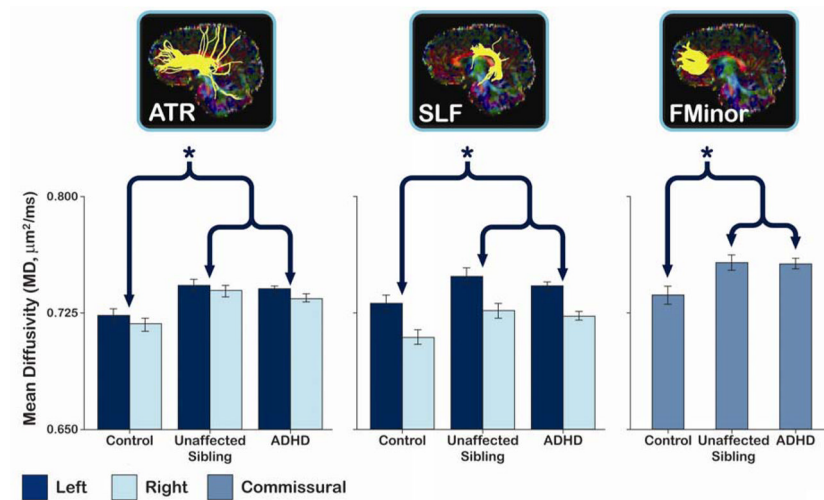 ATR
SLF
FMinor
*
*
*
Mean Diffusivity (MD, μm²/ms)
0.800
0.725
0.650
Control
Unaffected
Sibling
ADHD
Control
Unaffected
Sibling
ADHD
Control
Unaffected
Sibling
ADHD
Left
Right
Commissural